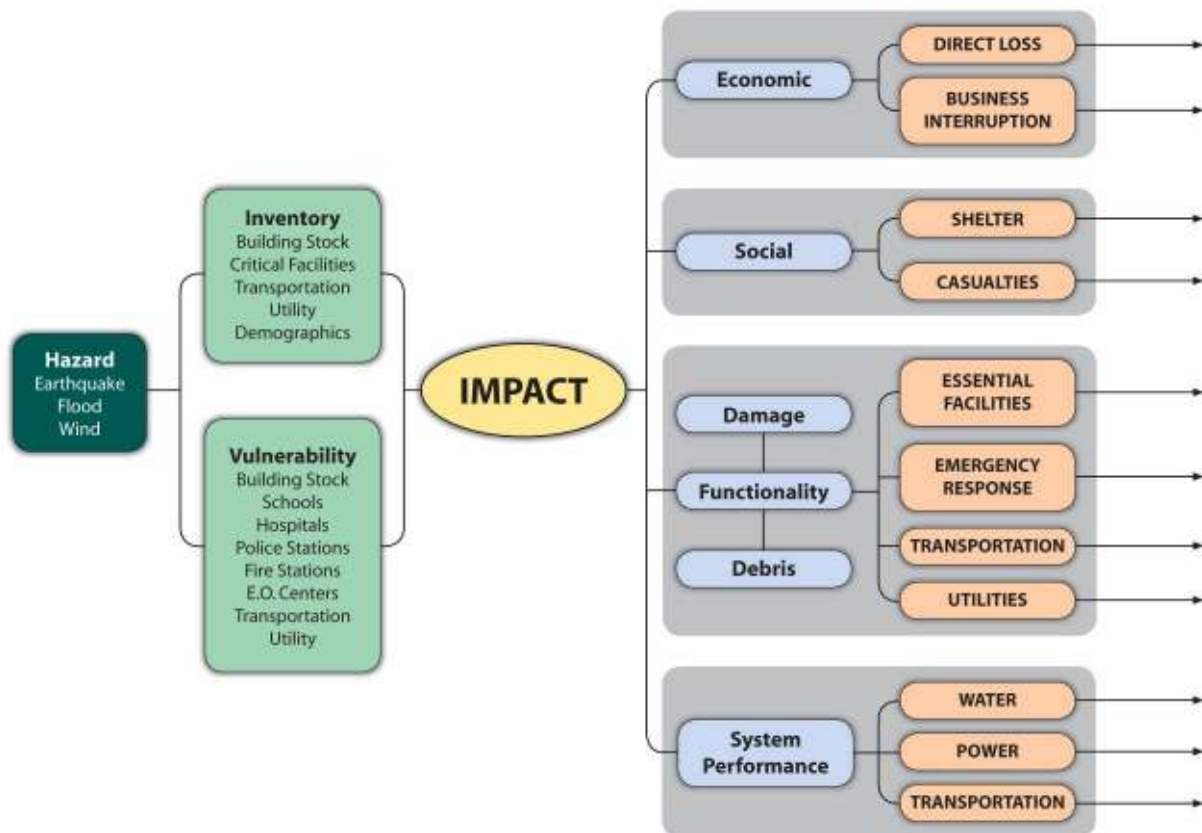 Hazard
Earthquake
Flood
Wind
Inventory
Building Stock
Critical Facilities
Transportation
Utility
Demographics
Vulnerability
Building Stock
Schools
Hospitals
Police Stations
Fire Stations
E.O. Centers
Transportation
Utility
IMPACT
Economic
DIRECT LOSS
BUSINESS
INTERRUPTION
Social
SHELTER
CASUALTIES
Damage
Functionality
Debris
ESSENTIAL
FACILITIES
EMERGENCY
RESPONSE
TRANSPORTATION
UTILITIES
System
Performance
WATER
POWER
TRANSPORTATION